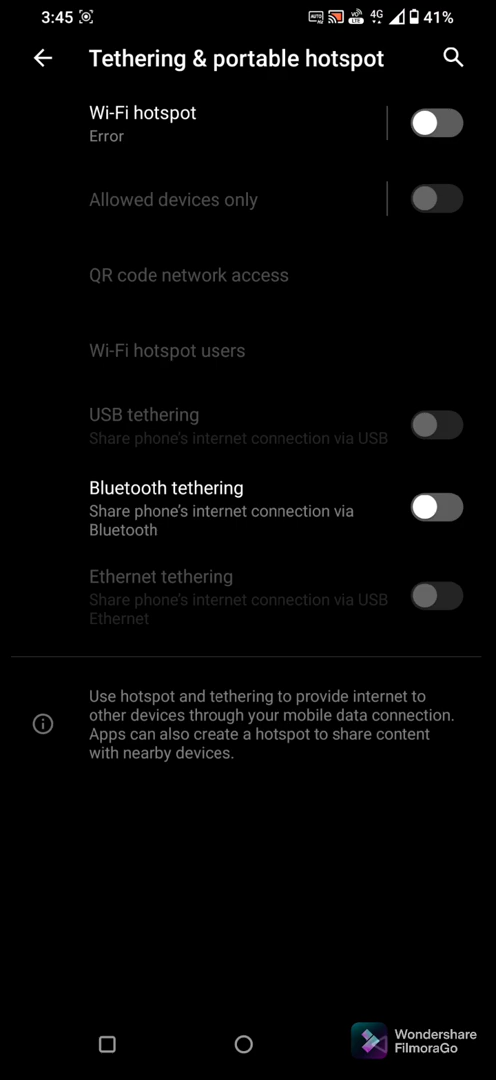 3:45 4G 41%
Tethering & portable hotspot
Wi-Fi hotspot
Error
Allowed devices only
QR code network access
Wi-Fi hotspot users
USB tethering
Share phone's internet connection via USB
Bluetooth tethering
Share phone's internet connection via
Bluetooth
Ethernet tethering
Share phone's internet connection via USB
Ethernet
Use hotspot and tethering to provide internet to
other devices through your mobile data connection.
Apps can also create a hotspot to share content
with nearby devices.
Wondershare
FilmoraGo